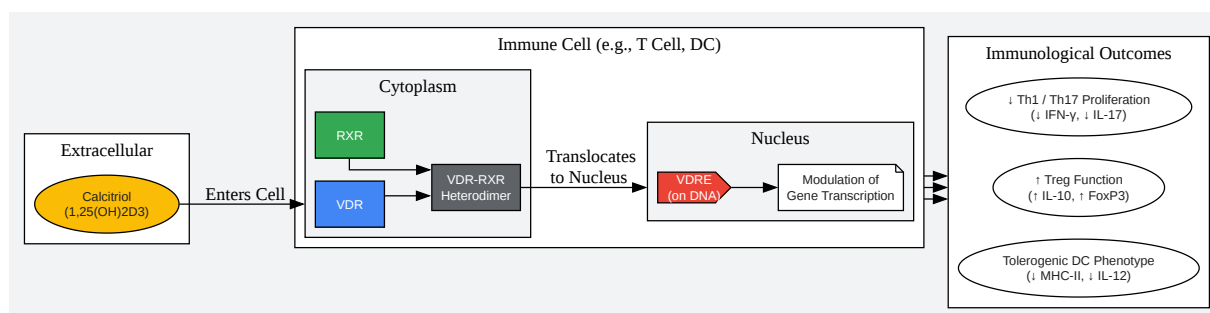 Extracellular
Calcitriol
(1,25(OH)2D3)
Enters Cell
Immune Cell (e.g., T Cell, DC)
Cytoplasm
RXR
VDR
VDR-RXR
Heterodimer
Translocates
to Nucleus
Nucleus
VDRE
(on DNA)
Modulation of
Gene Transcription
Immunological Outcomes
↓ Th1 / Th17 Proliferation
(↓ IFN-γ, ↓ IL-17)
↑ Treg Function
(↑ IL-10, ↑ FoxP3)
Tolerogenic DC Phenotype
(↓ MHC-II, ↓ IL-12)